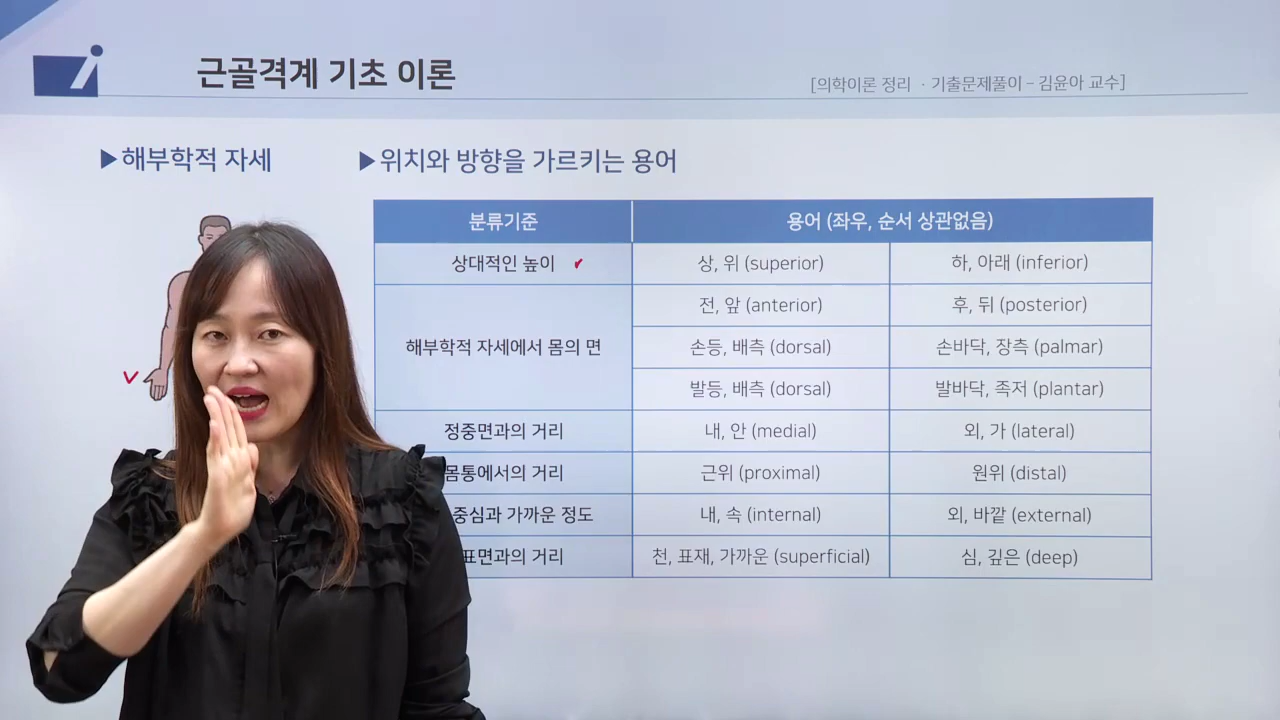 근골격계 기초 이론
[의학이론 정리 · 기출문제풀이 – 김윤아 교수]
▶해부학적 자세
▶위치와 방향을 가르키는 용어
분류기준 용어 (좌우, 순서 상관없음)
상대적인 높이 상, 위 (superior) 하, 아래 (inferior)
해부학적 자세에서 몸의 면 전, 앞 (anterior) 후, 뒤 (posterior)
손등, 배측 (dorsal) 손바닥, 장측 (palmar)
발등, 배측 (dorsal) 발바닥, 족저 (plantar)
정중면과의 거리 내, 안 (medial) 외, 가 (lateral)
몸통에서의 거리 근위 (proximal) 원위 (distal)
중심과 가까운 정도 내, 속 (internal) 외, 바깥 (external)
표면과의 거리 천, 표재, 가까운 (superficial) 심, 깊은 (deep)